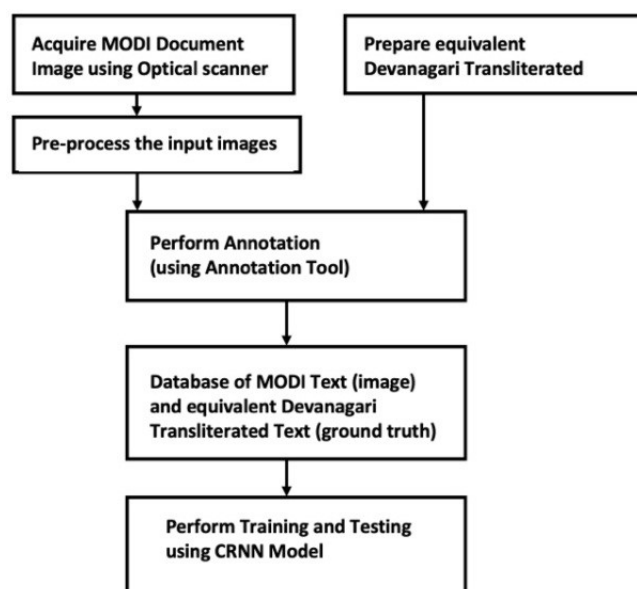 Acquire MODI Document
Image using Optical scanner
Prepare equivalent
Devanagari Transliterated
Pre-process the input images
Perform Annotation
(using Annotation Tool)
Database of MODI Text (image)
and equivalent Devanagari
Transliterated Text (ground truth)
Perform Training and Testing
using CRNN Model